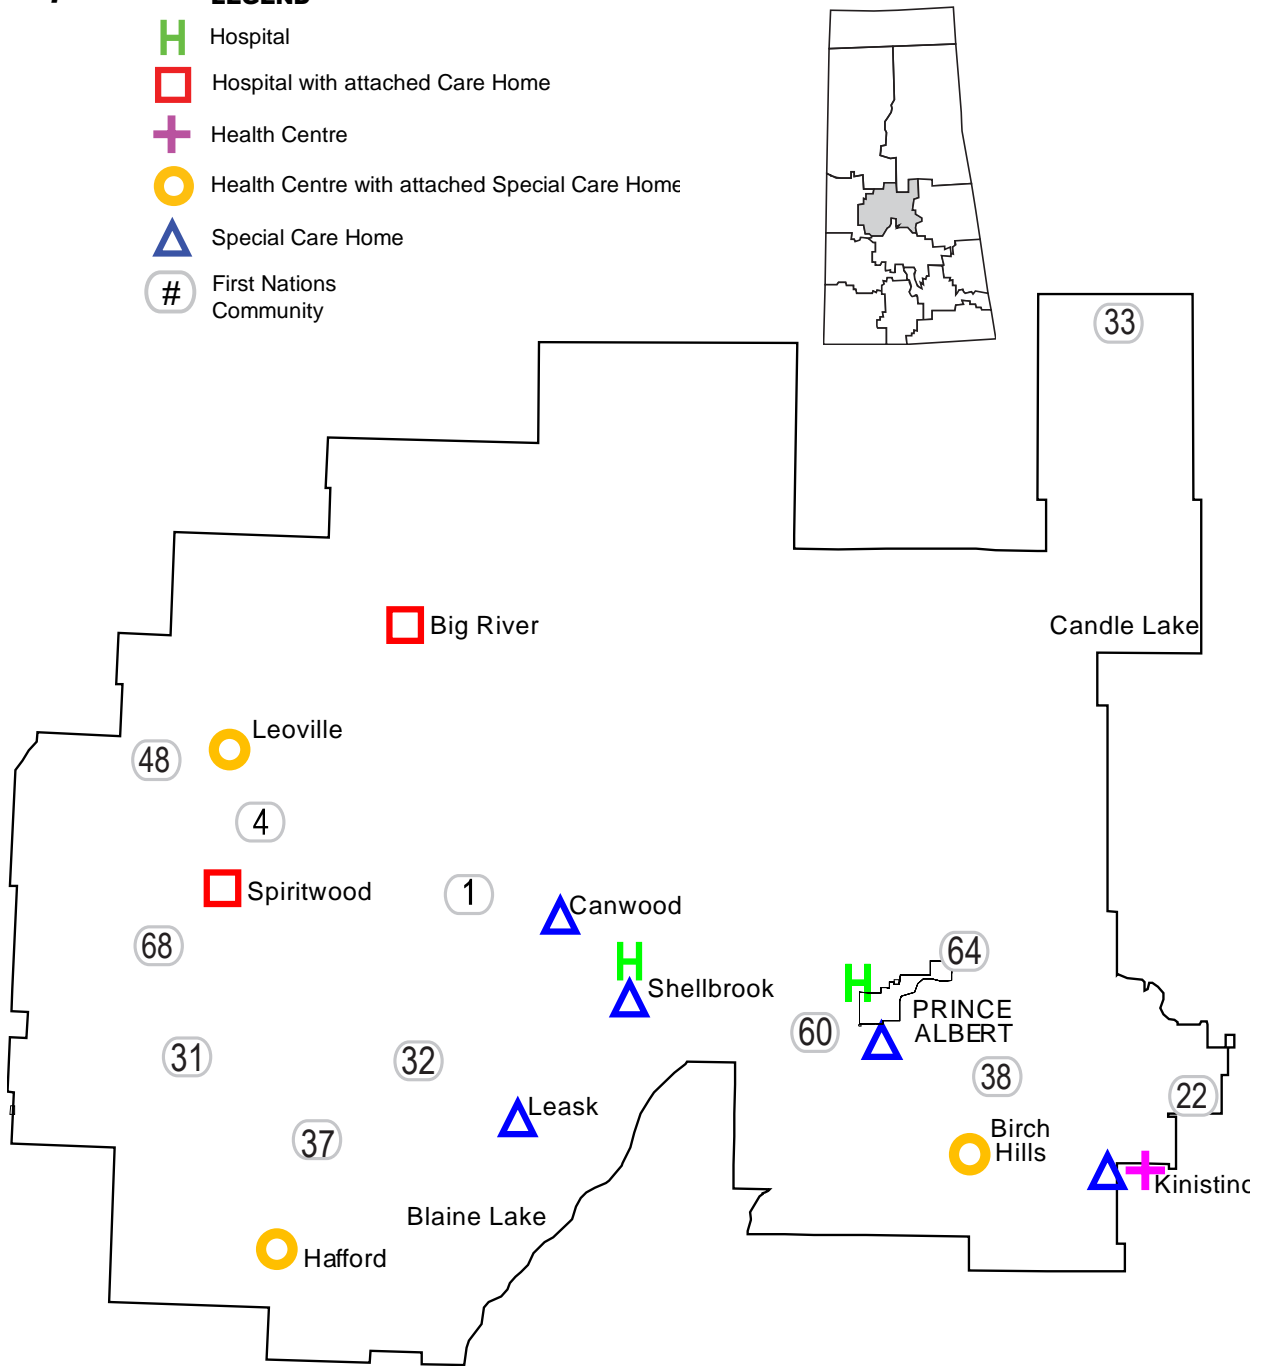 LEGEND
H Hospital
Hospital with attached Care Home
Health Centre
Health Centre with attached Special Care Home
Special Care Home
# First Nations
Community
33
Big River
Candle Lake
Leoville
48
4
Spiritwood
1
Canwood
68
H
64
H
Shellbrook
PRINCE
ALBERT
60
31
32
38
22
Leask
37
Birch
Hills
Kinistino
Blaine Lake
Hafford